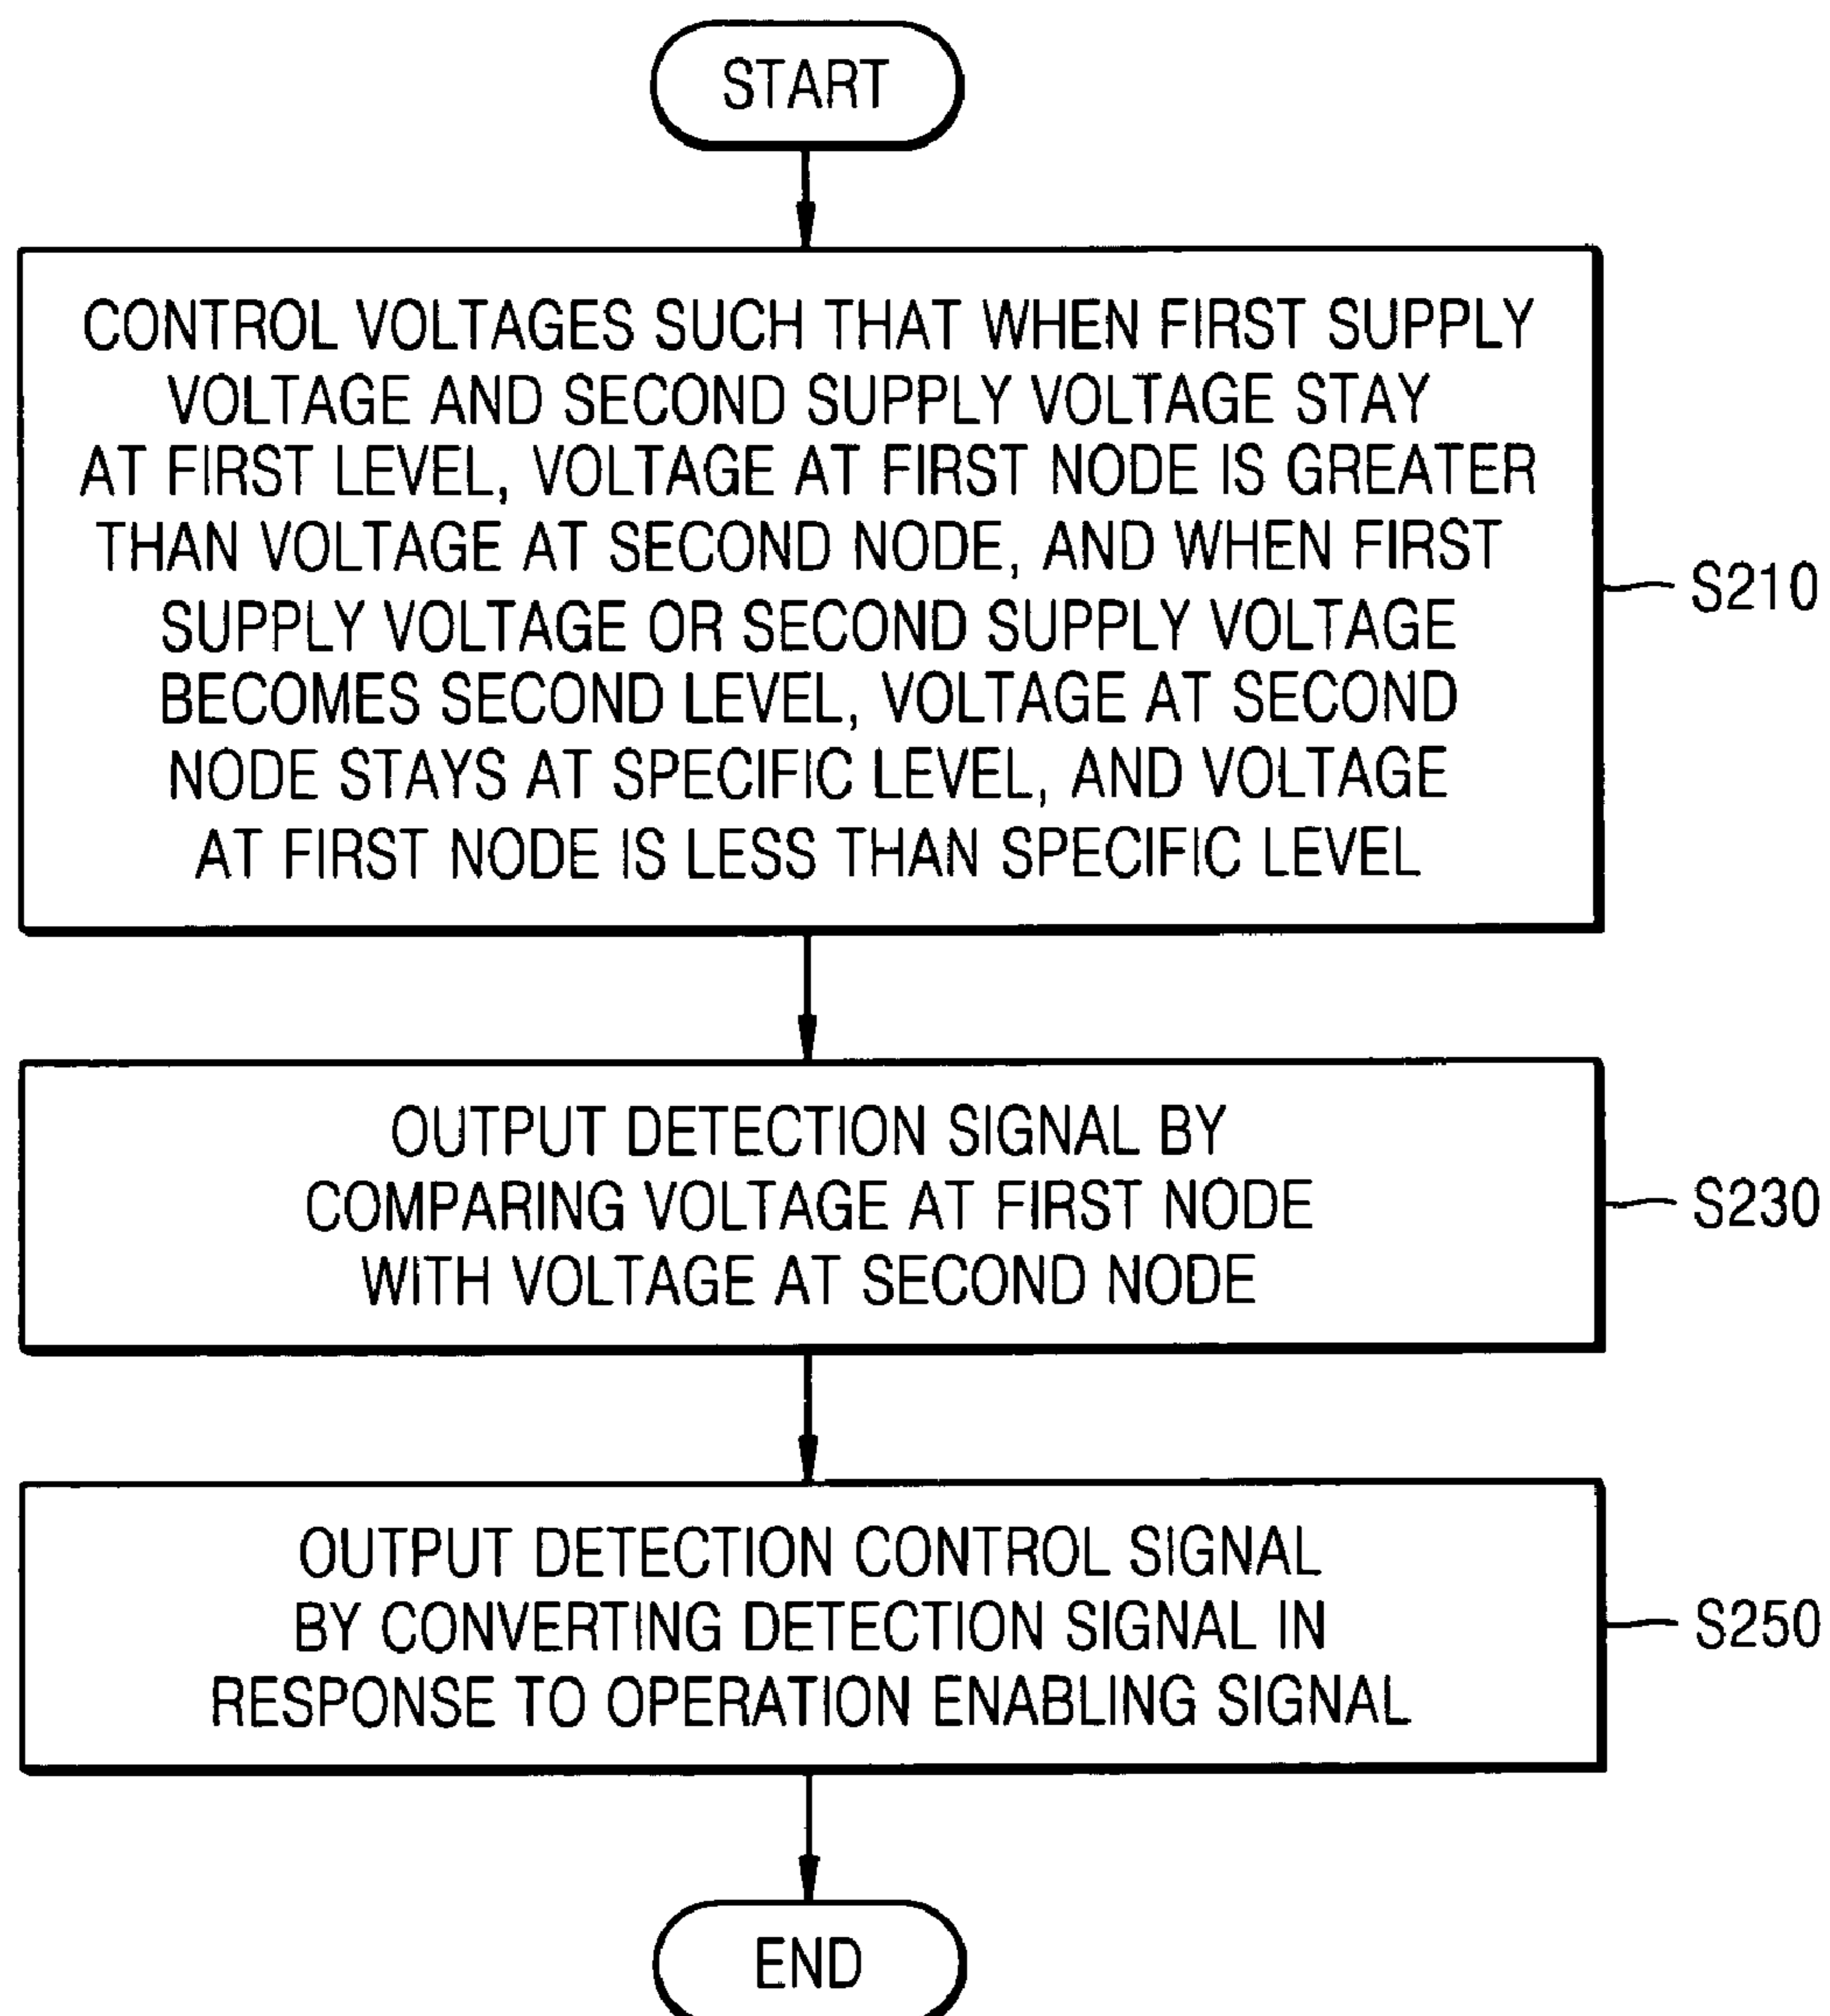 START
CONTROL VOLTAGES SUCH THAT WHEN FIRST SUPPLY
VOLTAGE AND SECOND SUPPLY VOLTAGE STAY
AT FIRST LEVEL, VOLTAGE AT FIRST NODE IS GREATER
THAN VOLTAGE AT SECOND NODE, AND WHEN FIRST
SUPPLY VOLTAGE OR SECOND SUPPLY VOLTAGE
BECOMES SECOND LEVEL, VOLTAGE AT SECOND
NODE STAYS AT SPECIFIC LEVEL, AND VOLTAGE
AT FIRST NODE IS LESS THAN SPECIFIC LEVEL
S210
OUTPUT DETECTION SIGNAL BY
COMPARING VOLTAGE AT FIRST NODE
WITH VOLTAGE AT SECOND NODE
S230
OUTPUT DETECTION CONTROL SIGNAL
BY CONVERTING DETECTION SIGNAL IN
RESPONSE TO OPERATION ENABLING SIGNAL
S250
END